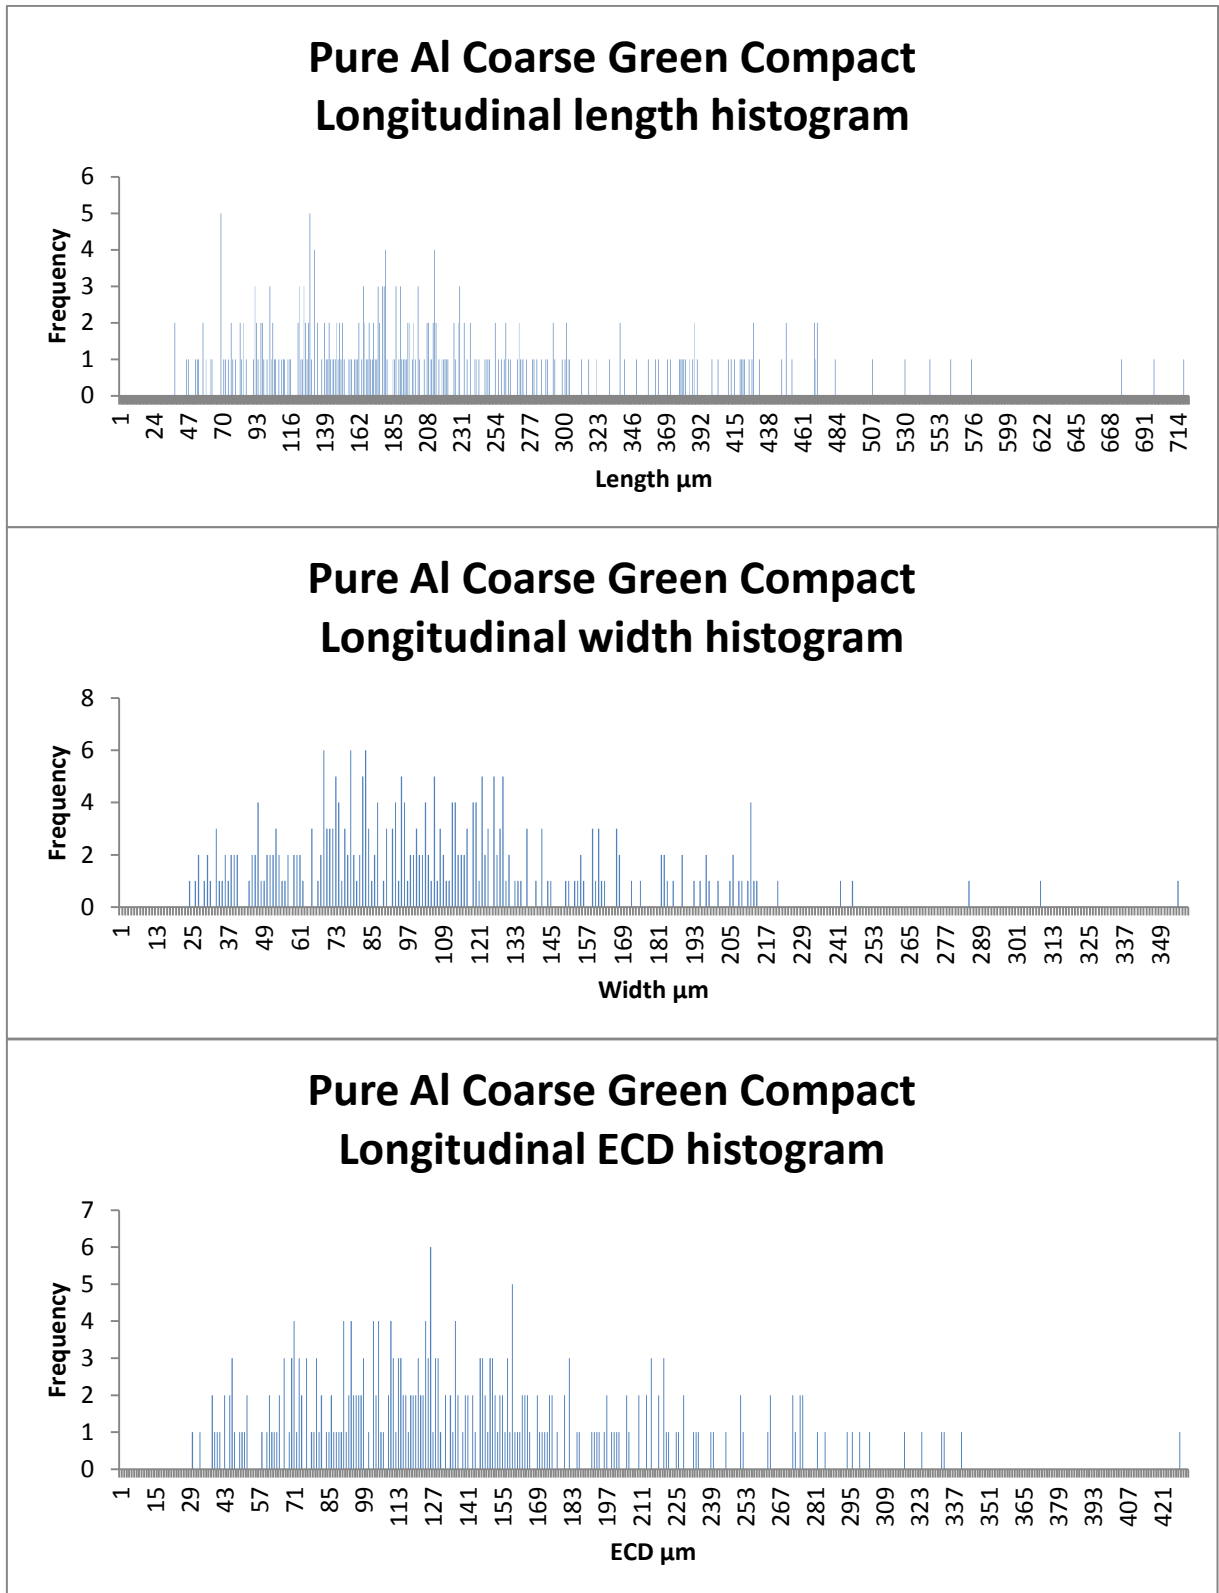 Pure Al Coarse Green Compact
Longitudinal length histogram
6
5
4
3
2
1
0
Frequency
1 24 47 70 93 116 139 162 185 208 231 254 277 300 323 346 369 392 415 438 461 484 507 530 553 576 599 622 645 668 691 714
Length µm
Pure Al Coarse Green Compact
Longitudinal width histogram
8
6
4
2
0
Frequency
1 13 25 37 49 61 73 85 97 109 121 133 145 157 169 181 193 205 217 229 241 253 265 277 289 301 313 325 337 349
Width µm
Pure Al Coarse Green Compact
Longitudinal ECD histogram
7
6
5
4
3
2
1
0
Frequency
1 15 29 43 57 71 85 99 113 127 141 155 169 183 197 211 225 239 253 267 281 295 309 323 337 351 365 379 393 407 421
ECD µm